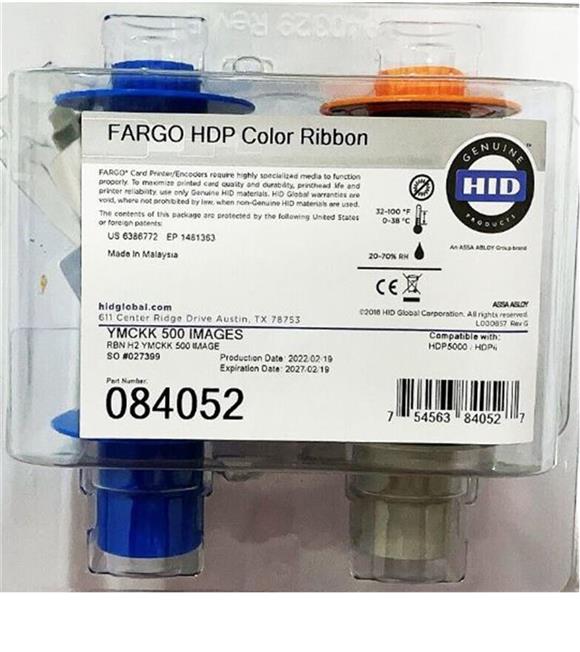 FARGO HDP Color Ribbon
FARGO® Card Printer/Encoders require highly specialized media to function
properly. To maximize printed card quality and durability, printhead life and
printer reliability, use only Genuine HID materials. HID Global warranties are
void, where not prohibited by law, when non-Genuine HID materials are used.
The contents of this package are protected by the following United States
or foreign patents:
US 6386772 EP 1481363
Made in Malaysia
GENUINE
HID
PRODUCTS
An ASSA ABLOY Group brand
32-100 °F
0-38 °C
20-70% RH
CE
ASSA ABLOY
hidglobal.com
611 Center Ridge Drive Austin, TX 78753
©2018 HID Global Corporation. All rights reserved.
L000857 Rev G
YMCKK 500 IMAGES
RBN H2 YMCKK 500 IMAGE
SO #027399
Production Date: 2022/02/19
Expiration Date: 2027/02/19
Compatible with:
HDP5000 - HDPii
Part Number:
084052
7 54563 84052 7